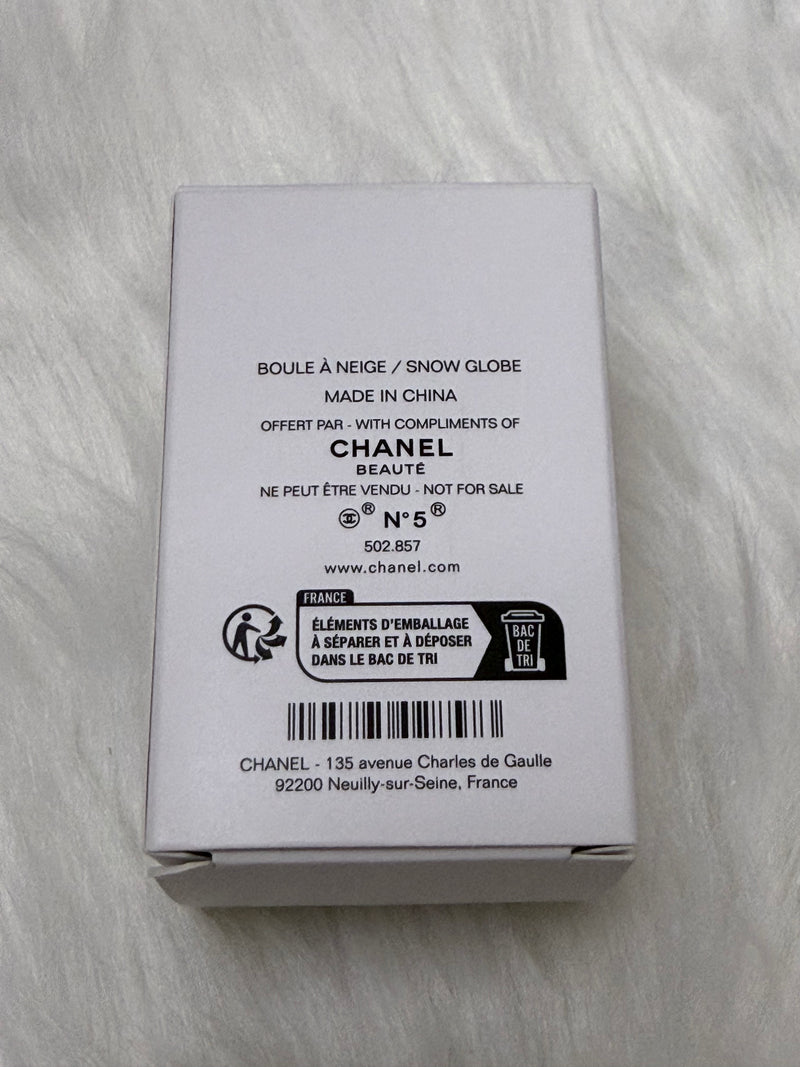 BOULE À NEIGE / SNOW GLOBE
MADE IN CHINA
OFFERT PAR - WITH COMPLIMENTS OF
CHANEL
BEAUTÉ
NE PEUT ÊTRE VENDU - NOT FOR SALE
® N°5®
502.857
www.chanel.com
FRANCE
ÉLÉMENTS D'EMBALLAGE
À SÉPARER ET À DÉPOSER
DANS LE BAC DE TRI
BAC
DE
TRI
CHANEL - 135 avenue Charles de Gaulle
92200 Neuilly-sur-Seine, France